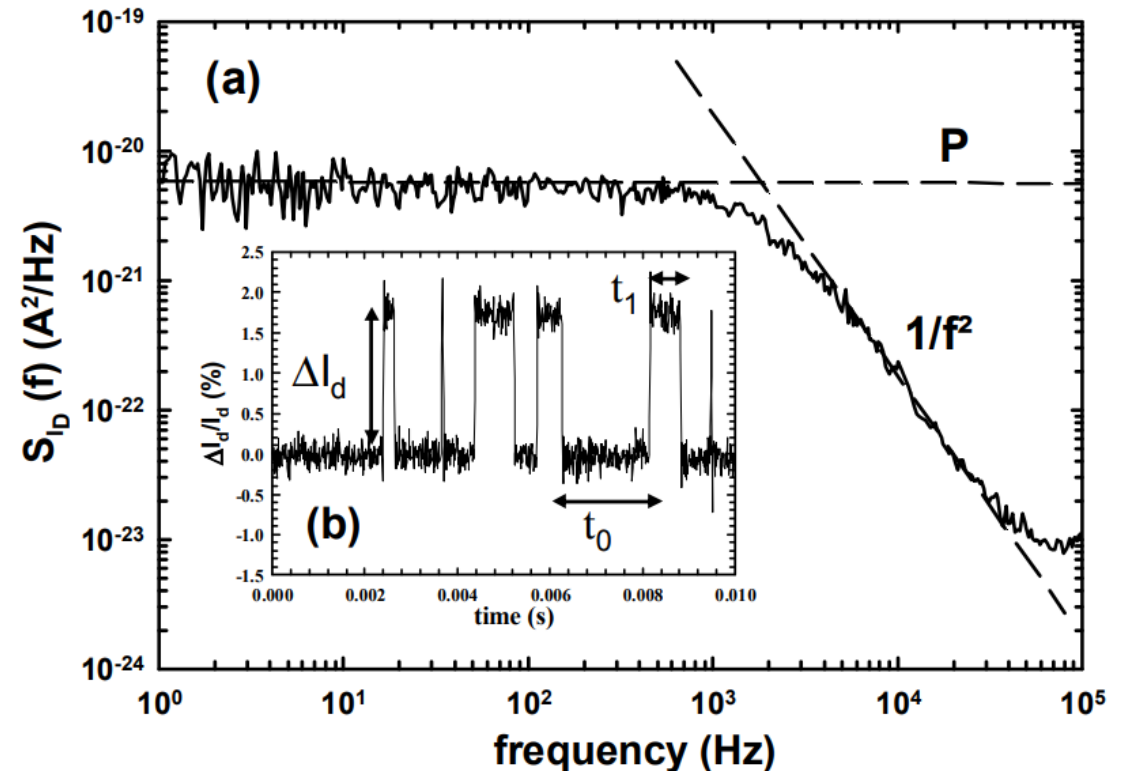 10⁻¹⁹
(a)
10⁻²⁰
P
10⁻²¹
1/f²
10⁻²²
10⁻²³
10⁻²⁴
S_{I_D} (f) (A²/Hz)
10⁰ 10¹ 10² 10³ 10⁴ 10⁵
frequency (Hz)
2.5
2.0
1.5
1.0
0.5
0.0
-0.5
-1.0
-1.5
ΔI_d/I_d (%)
ΔI_d
t₁
t₀
(b)
0.000 0.002 0.004 0.006 0.008 0.010
time (s)